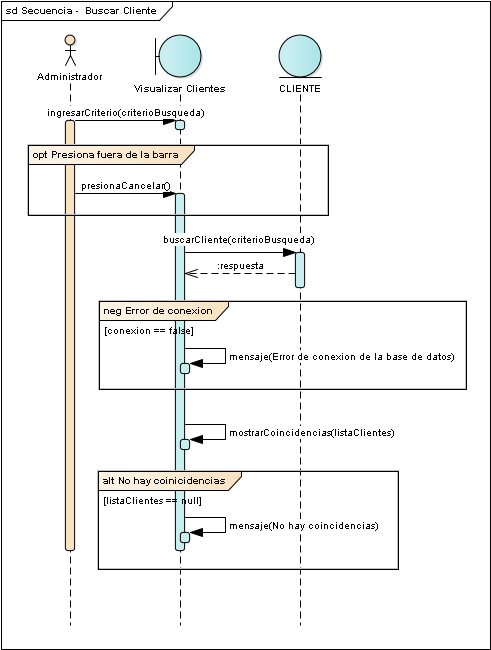 sd Secuencia - Buscar Cliente
Administrador
Visualizar Clientes
CLIENTE
ingresarCriterio(criterioBusqueda)
opt Presiona fuera de la barra
presionaCancelar()
buscarCliente(criterioBusqueda)
:respuesta
neg Error de conexion
[conexion == false]
mensaje(Error de conexion de la base de datos)
mostrarCoincidencias(listaClientes)
alt No hay coinicidencias
[listaClientes == null]
mensaje(No hay coincidencias)